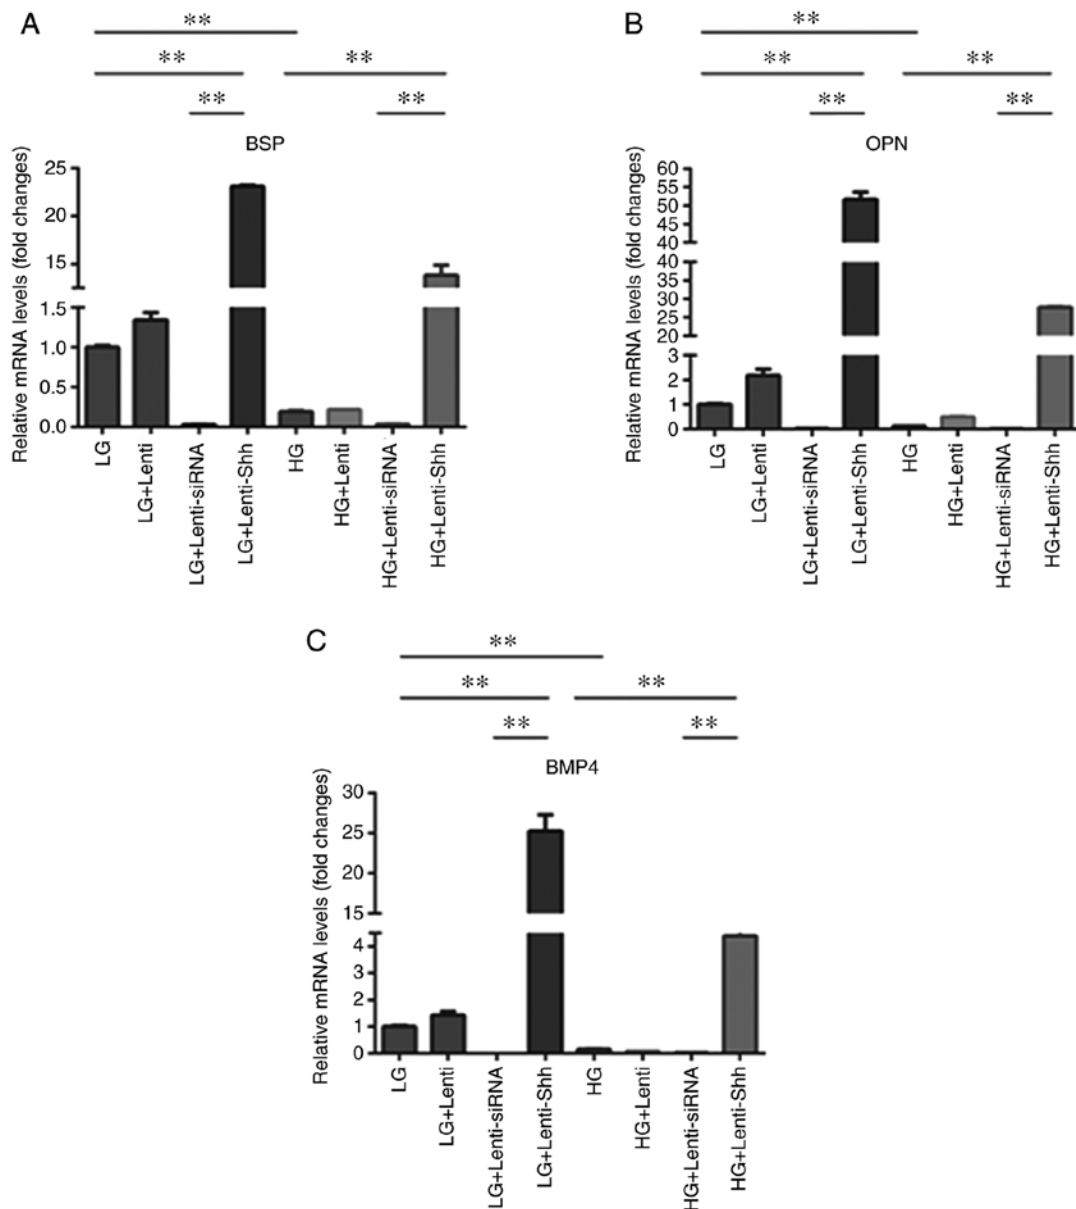 A
**
**
**
**
**
BSP
Relative mRNA levels (fold changes)
25
23
15
1.5
1.0
0.5
0.0
LG
LG+Lenti
LG+Lenti-siRNA
LG+Lenti-Shh
HG
HG+Lenti
HG+Lenti-siRNA
HG+Lenti-Shh
B
**
**
**
**
**
OPN
Relative mRNA levels (fold changes)
60
55
50
45
40
40
35
30
25
20
3
2
1
0
LG
LG+Lenti
LG+Lenti-siRNA
LG+Lenti-Shh
HG
HG+Lenti
HG+Lenti-siRNA
HG+Lenti-Shh
C
**
**
**
**
**
BMP4
Relative mRNA levels (fold changes)
30
25
20
15
4
3
2
1
0
LG
LG+Lenti
LG+Lenti-siRNA
LG+Lenti-Shh
HG
HG+Lenti
HG+Lenti-siRNA
HG+Lenti-Shh